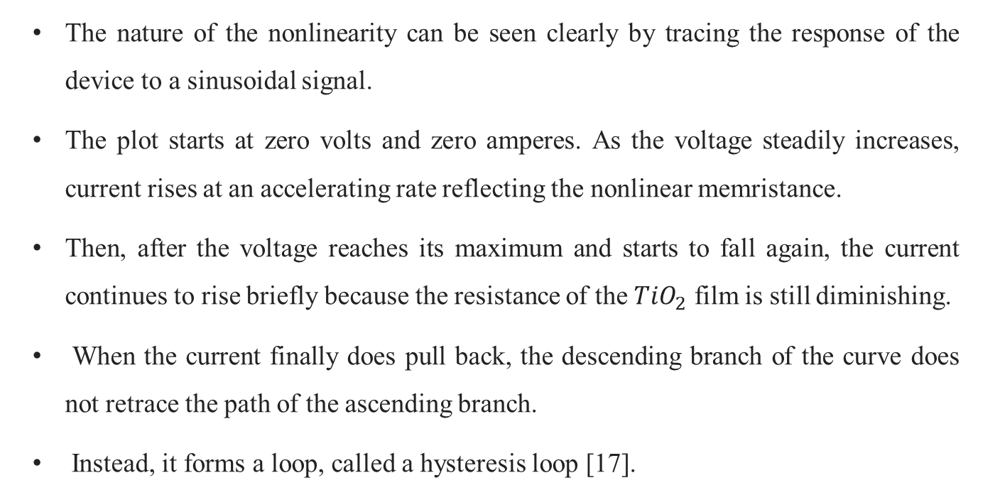 • The nature of the nonlinearity can be seen clearly by tracing the response of the
device to a sinusoidal signal.
• The plot starts at zero volts and zero amperes. As the voltage steadily increases,
current rises at an accelerating rate reflecting the nonlinear memristance.
• Then, after the voltage reaches its maximum and starts to fall again, the current
continues to rise briefly because the resistance of the TiO₂ film is still diminishing.
• When the current finally does pull back, the descending branch of the curve does
not retrace the path of the ascending branch.
• Instead, it forms a loop, called a hysteresis loop [17].